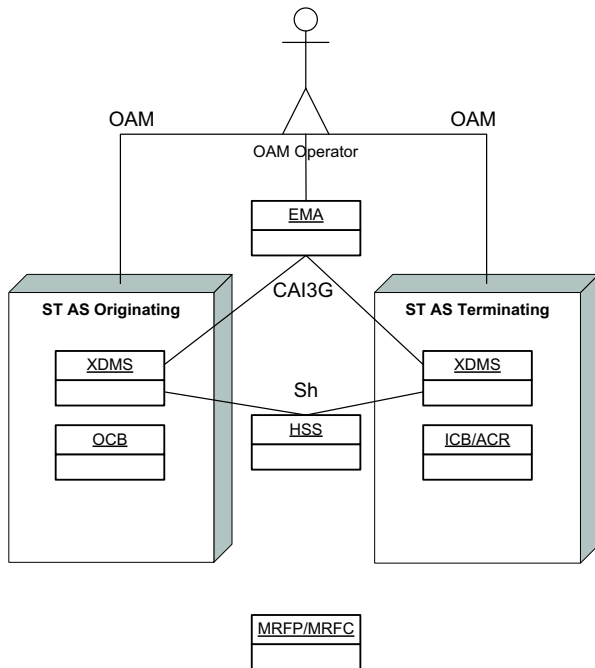 OAM
OAM
OAM Operator
EMA
ST AS Originating
CAI3G
ST AS Terminating
XDMS
XDMS
Sh
OCB
HSS
ICB/ACR
MRFP/MRFC